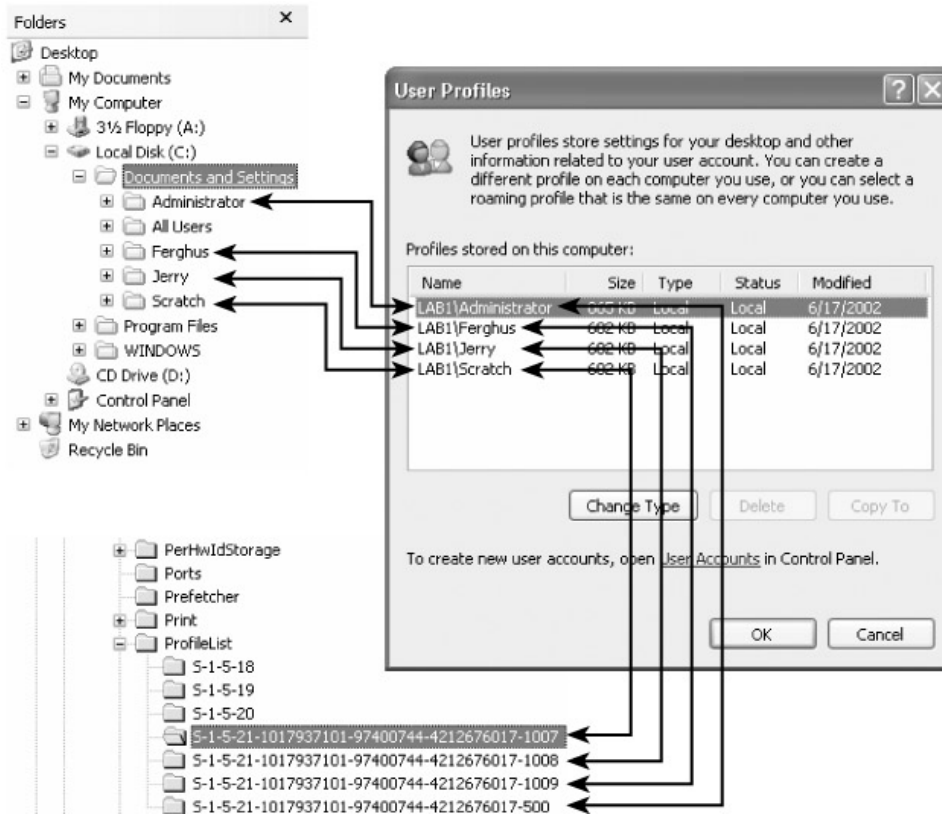 Folders
×
Desktop
My Documents
My Computer
3½ Floppy (A:)
Local Disk (C:)
Documents and Settings
Administrator
All Users
Ferghus
Jerry
Scratch
Program Files
WINDOWS
CD Drive (D:)
Control Panel
My Network Places
Recycle Bin
User Profiles
User profiles store settings for your desktop and other
information related to your user account. You can create a
different profile on each computer you use, or you can select a
roaming profile that is the same on every computer you use.
Profiles stored on this computer:
Name Size Type Status Modified
LAB1\Administrator 865 KB Local Local 6/17/2002
LAB1\Ferghus 602 KB Local Local 6/17/2002
LAB1\Jerry 602 KB Local Local 6/17/2002
LAB1\Scratch 602 KB Local Local 6/17/2002
Change Type Delete Copy To
To create new user accounts, open User Accounts in Control Panel.
OK Cancel
PerHwIdStorage
Ports
Prefetcher
Print
ProfileList
S-1-5-18
S-1-5-19
S-1-5-20
S-1-5-21-1017937101-97400744-4212676017-1007
S-1-5-21-1017937101-97400744-4212676017-1008
S-1-5-21-1017937101-97400744-4212676017-1009
S-1-5-21-1017937101-97400744-4212676017-500